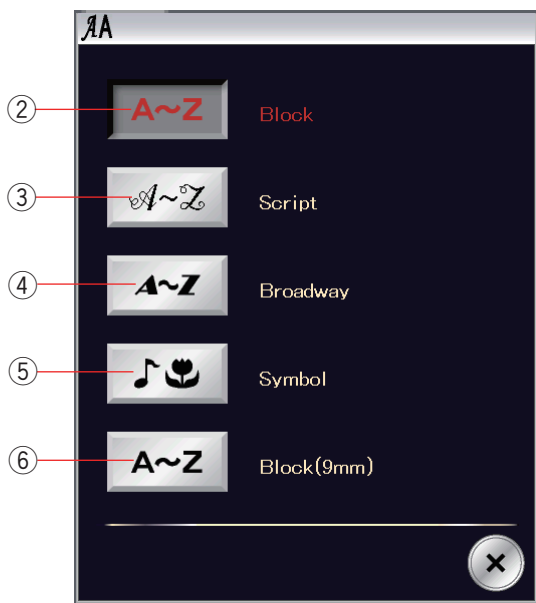 AA
② A~Z Block
③ A~Z Script
④ A~Z Broadway
⑤ Symbol
⑥ A~Z Block(9mm)